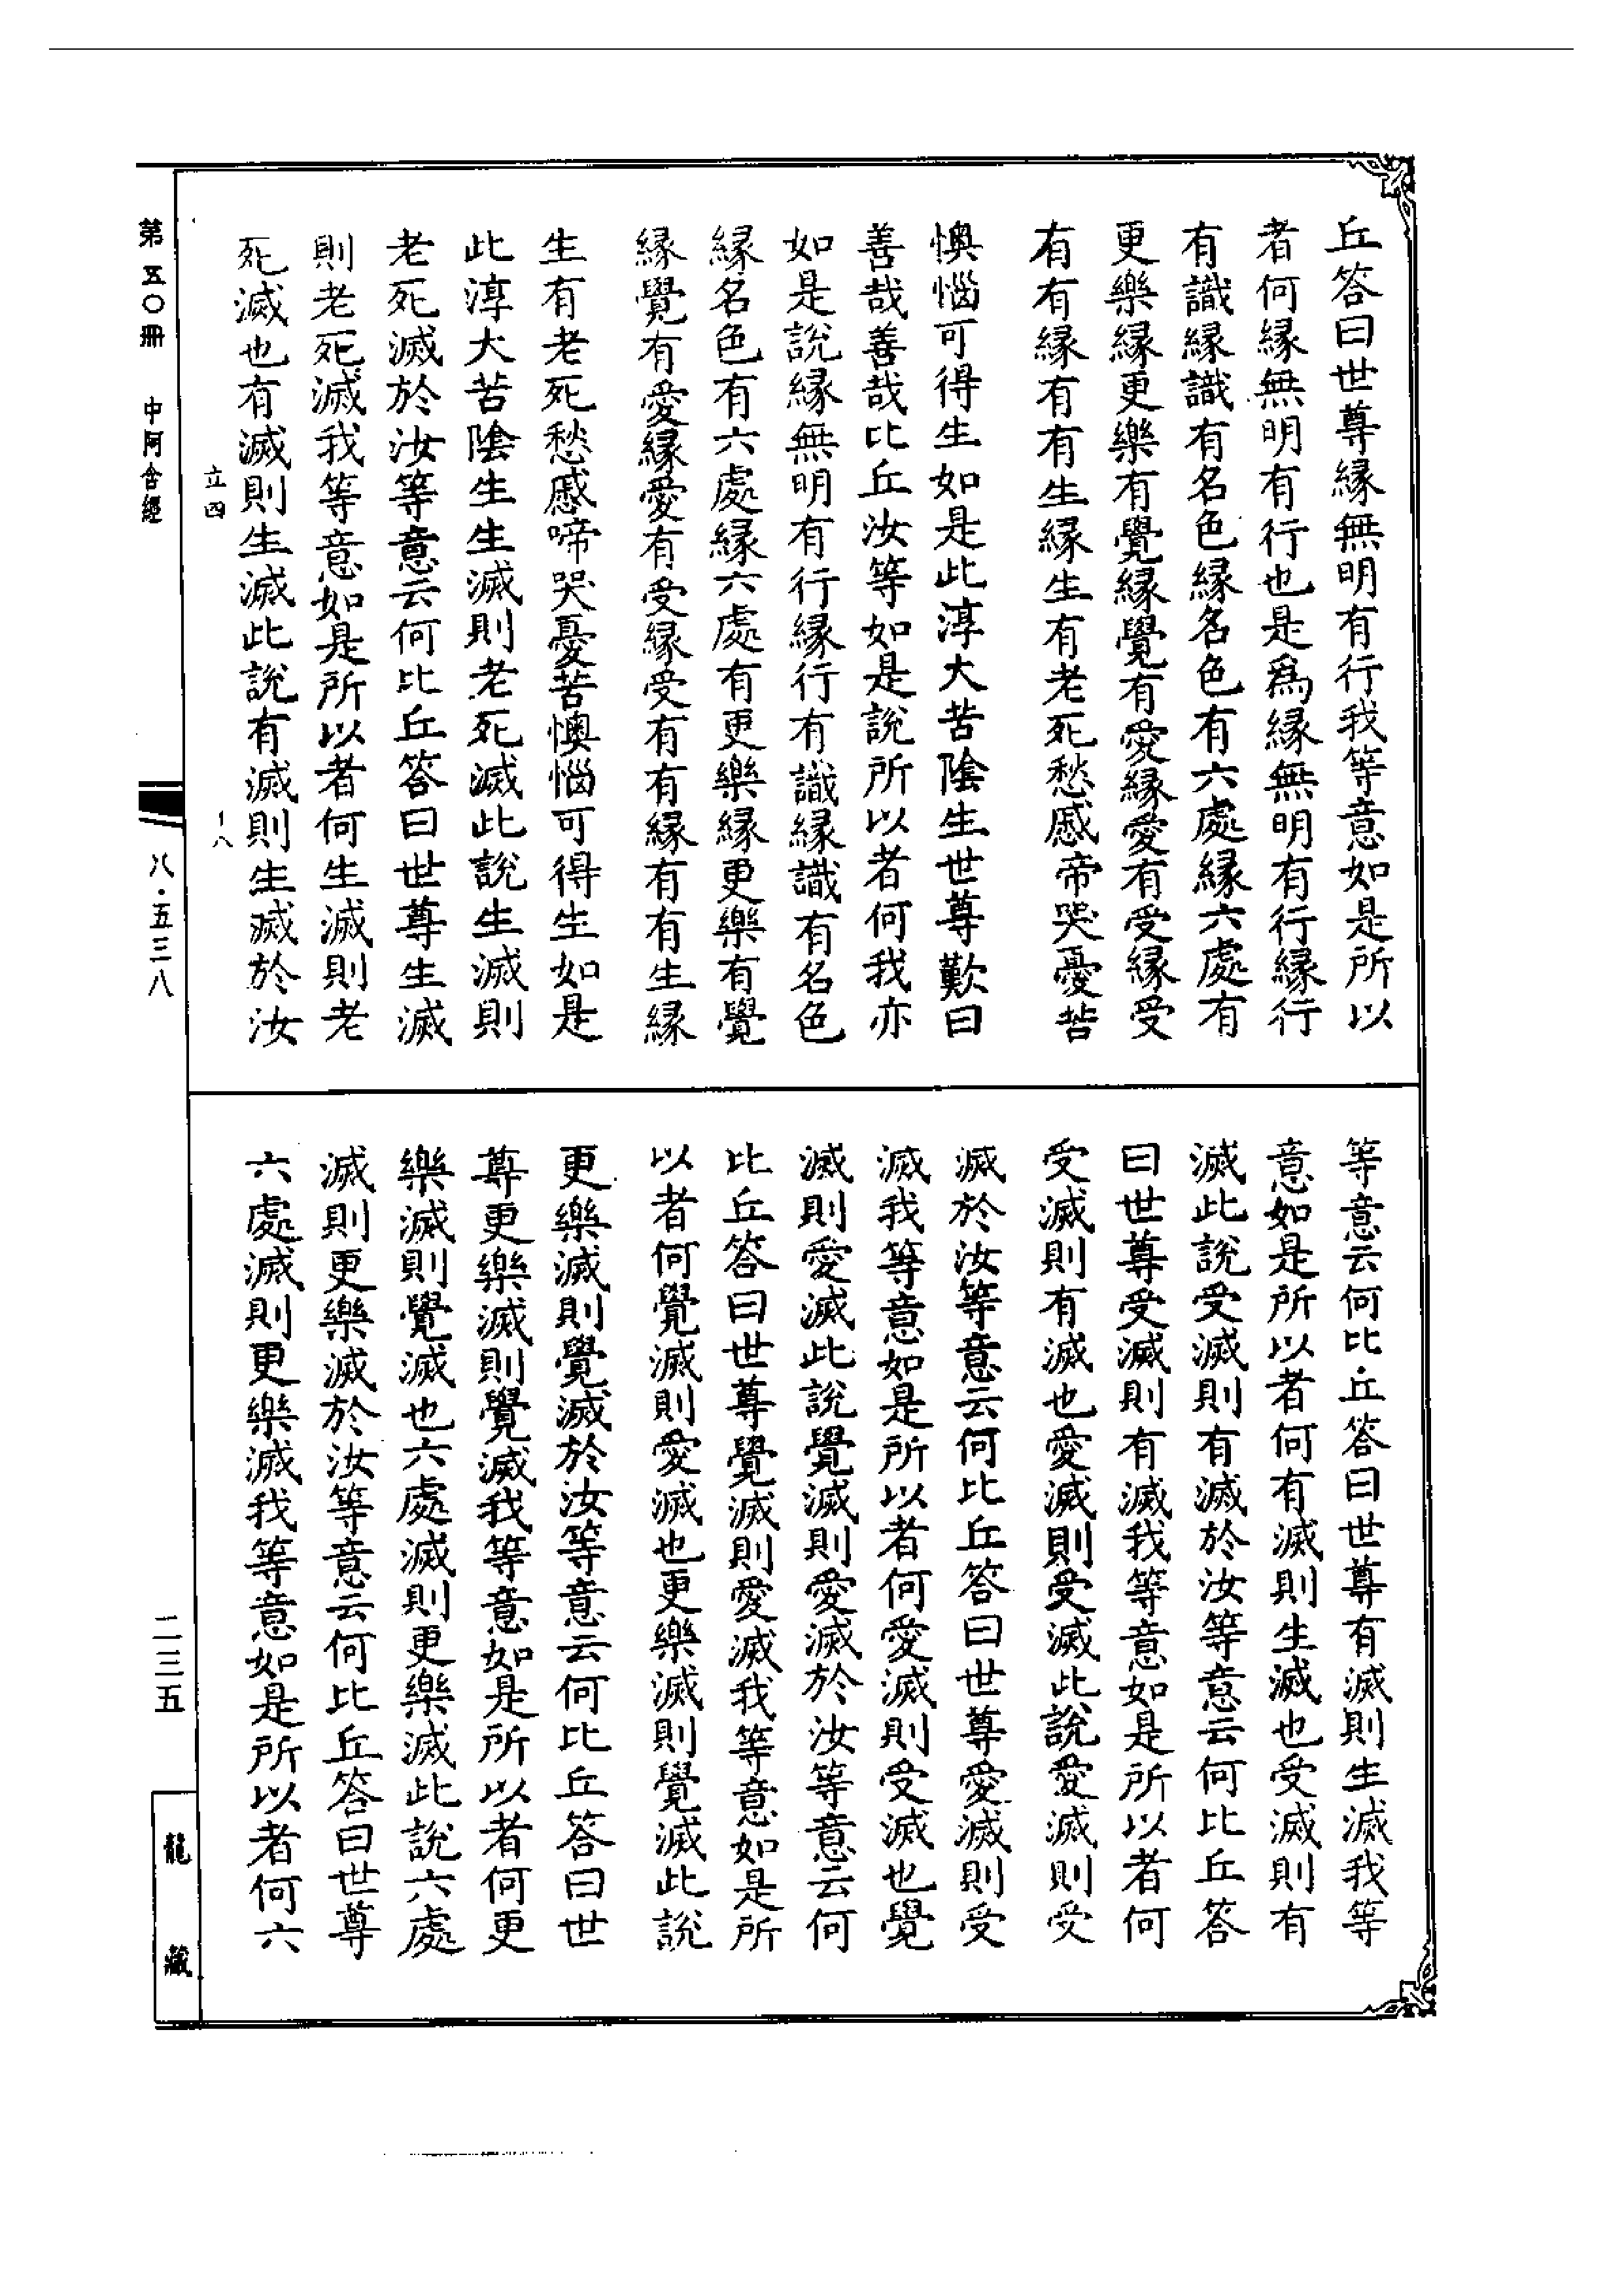 丘答曰世尊縁無明有行我等意如是所以
者何縁無明有行也是爲縁無明有行縁行
有識縁識有名色縁名色有六處縁六處有
更樂縁更樂有覺縁覺有愛縁愛有受縁受
有有縁有有生縁生有老死愁慼啼哭憂苦
懊惱可得生如是此淳大苦陰生世尊歎曰
善哉善哉比丘汝等如是說所以者何我亦
如是說縁無明有行縁行有識縁識有名色
縁名色有六處縁六處有更樂縁更樂有覺
縁覺有愛縁愛有受縁受有有縁有有生縁
生有老死愁慼啼哭憂苦懊惱可得生如是
此淳大苦陰生生滅則老死滅此說生滅則
老死滅於汝等意云何比丘答曰世尊生滅
則老死滅我等意如是所以者何生滅則老
死滅也有滅則生滅此說有滅則生滅於汝
等意云何比丘答曰世尊有滅則生滅我等
意如是所以者何有滅則生滅也受滅則有
滅此說受滅則有滅於汝等意云何比丘答
曰世尊受滅則有滅我等意如是所以者何
受滅則有滅也愛滅則受滅此說愛滅則受
滅於汝等意云何比丘答曰世尊愛滅則受
滅我等意如是所以者何愛滅則受滅也覺
滅則愛滅此說覺滅則愛滅於汝等意云何
比丘答曰世尊覺滅則愛滅我等意如是所
以者何覺滅則愛滅也更樂滅則覺滅此說
更樂滅則覺滅於汝等意云何比丘答曰世
尊更樂滅則覺滅我等意如是所以者何更
樂滅則覺滅也六處滅則更樂滅此說六處
滅則更樂滅於汝等意云何比丘答曰世尊
六處滅則更樂滅我等意如是所以者何六
立四 一八
第五〇冊 中阿含經 八·五三八 二三五 龍藏